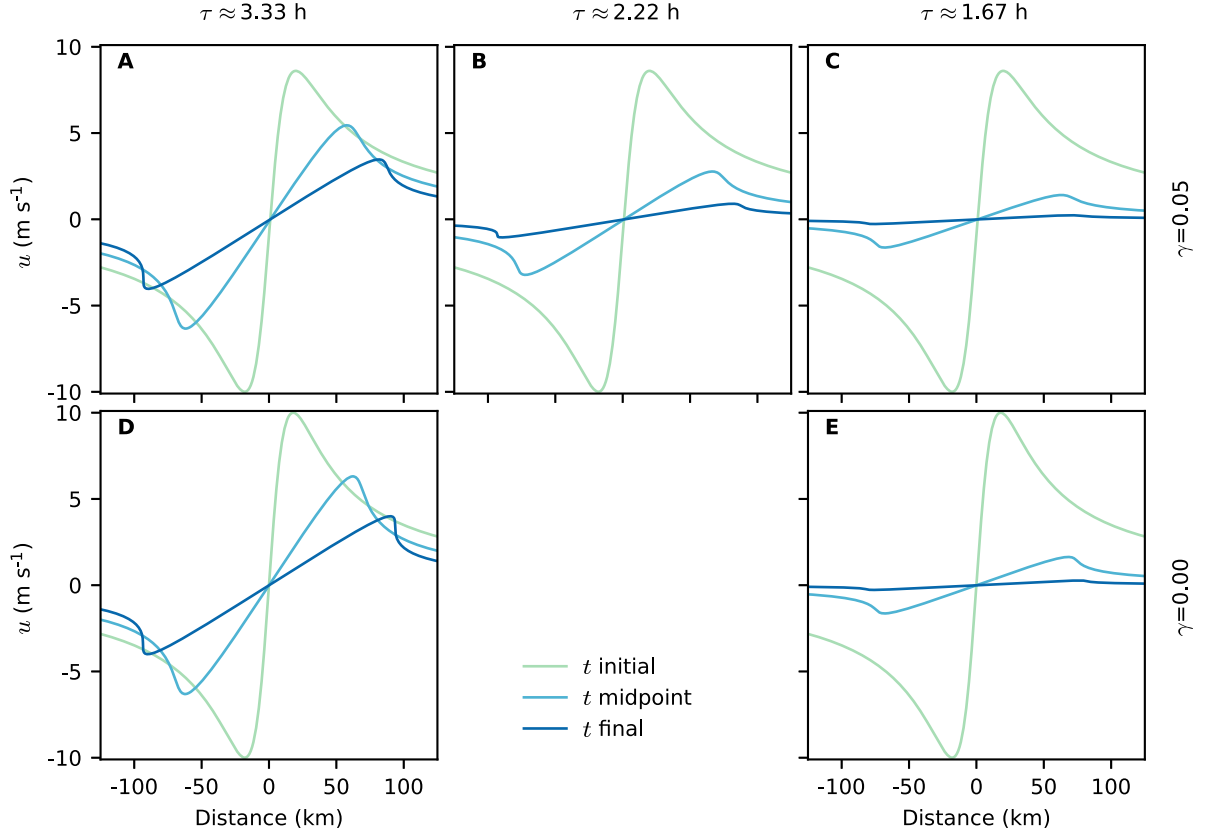 τ ≈ 3.33 h
τ ≈ 2.22 h
τ ≈ 1.67 h
A
B
C
10
5
0
-5
-10
u (m s⁻¹)
γ=0.05
D
E
10
5
0
-5
-10
u (m s⁻¹)
γ=0.00
t initial
t midpoint
t final
-100 -50 0 50 100
Distance (km)
-100 -50 0 50 100
Distance (km)